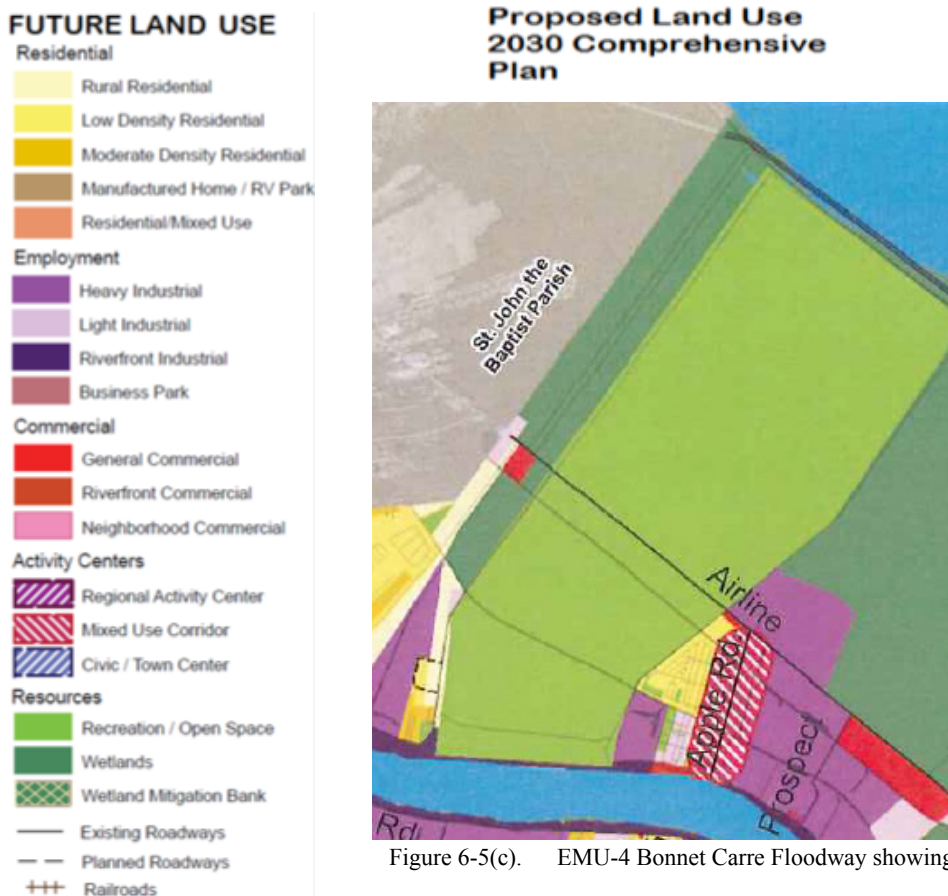 FUTURE LAND USE
Residential
Rural Residential
Low Density Residential
Moderate Density Residential
Manufactured Home / RV Park
Residential/Mixed Use
Employment
Heavy Industrial
Light Industrial
Riverfront Industrial
Business Park
Commercial
General Commercial
Riverfront Commercial
Neighborhood Commercial
Activity Centers
Regional Activity Center
Mixed Use Corridor
Civic / Town Center
Resources
Recreation / Open Space
Wetlands
Wetland Mitigation Bank
Existing Roadways
Planned Roadways
Railroads
Proposed Land Use
2030 Comprehensive
Plan
St. John the
Baptist Parish
Airline
Apple Rd.
Prospect
Rd
Figure 6-5(c). EMU-4 Bonnet Carre Floodway showing